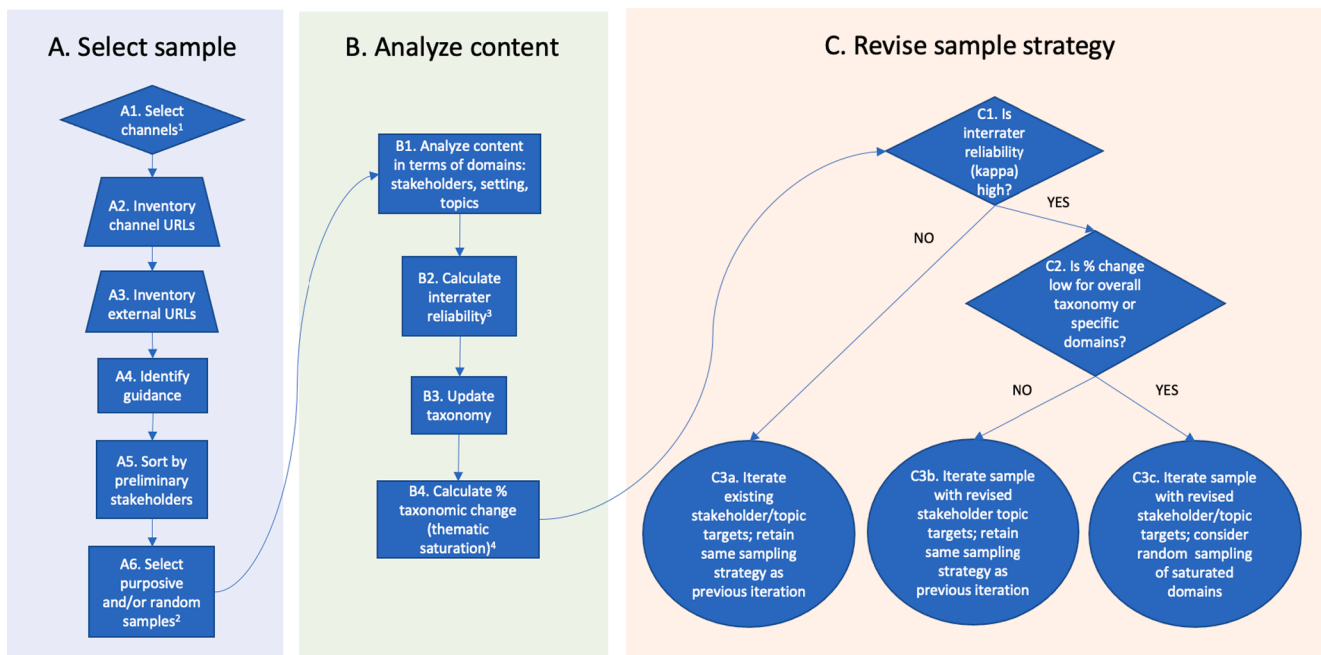 A. Select sample
A1. Select
channels¹
A2. Inventory
channel URLs
A3. Inventory
external URLs
A4. Identify
guidance
A5. Sort by
preliminary
stakeholders
A6. Select
purposive
and/or random
samples²
B. Analyze content
B1. Analyze content
in terms of domains:
stakeholders, setting,
topics
B2. Calculate
interrater
reliability³
B3. Update
taxonomy
B4. Calculate %
taxonomic change
(thematic
saturation)⁴
C. Revise sample strategy
C1. Is
interrater
reliability
(kappa)
high?
YES
NO
C2. Is % change
low for overall
taxonomy or
specific
domains?
NO
YES
C3a. Iterate
existing
stakeholder/topic
targets; retain
same sampling
strategy as
previous iteration
C3b. Iterate sample
with revised
stakeholder topic
targets; retain
same sampling
strategy as
previous iteration
C3c. Iterate sample
with revised
stakeholder/topic
targets; consider
random sampling
of saturated
domains